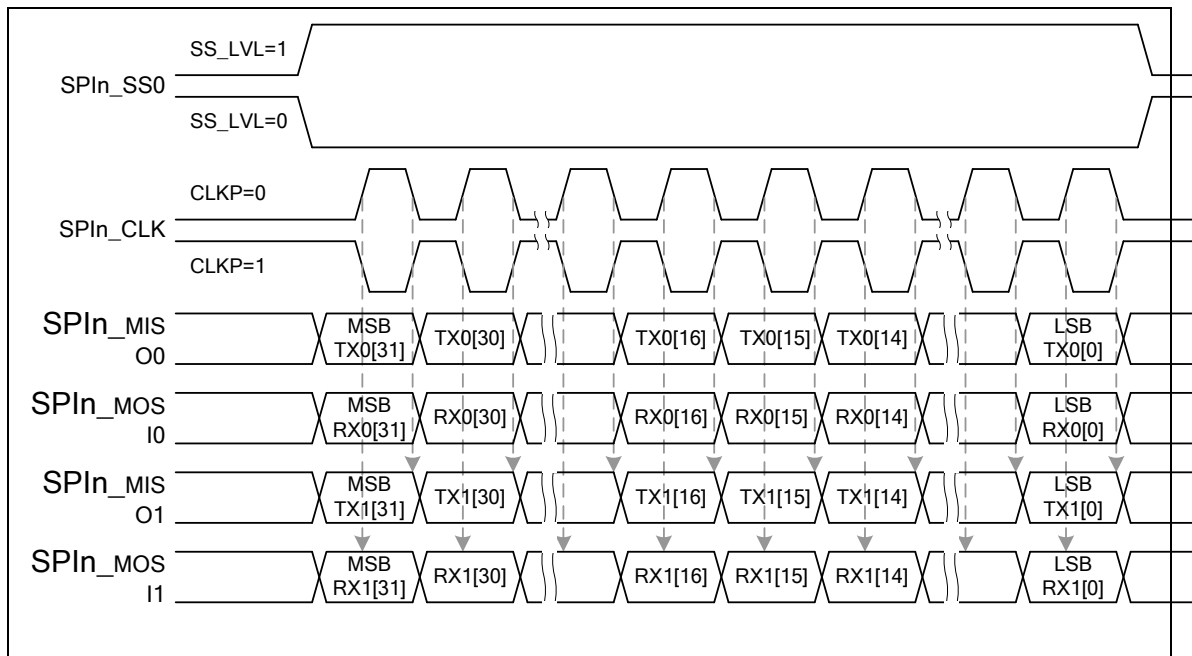 SS_LVL=1
SPIn_SS0
SS_LVL=0
CLKP=0
SPIn_CLK
CLKP=1
SPIn_MIS
O0
MSB
TX0[31]
TX0[30]
TX0[16]
TX0[15]
TX0[14]
LSB
TX0[0]
SPIn_MOS
I0
MSB
RX0[31]
RX0[30]
RX0[16]
RX0[15]
RX0[14]
LSB
RX0[0]
SPIn_MIS
O1
MSB
TX1[31]
TX1[30]
TX1[16]
TX1[15]
TX1[14]
LSB
TX1[0]
SPIn_MOS
I1
MSB
RX1[31]
RX1[30]
RX1[16]
RX1[15]
RX1[14]
LSB
RX1[0]